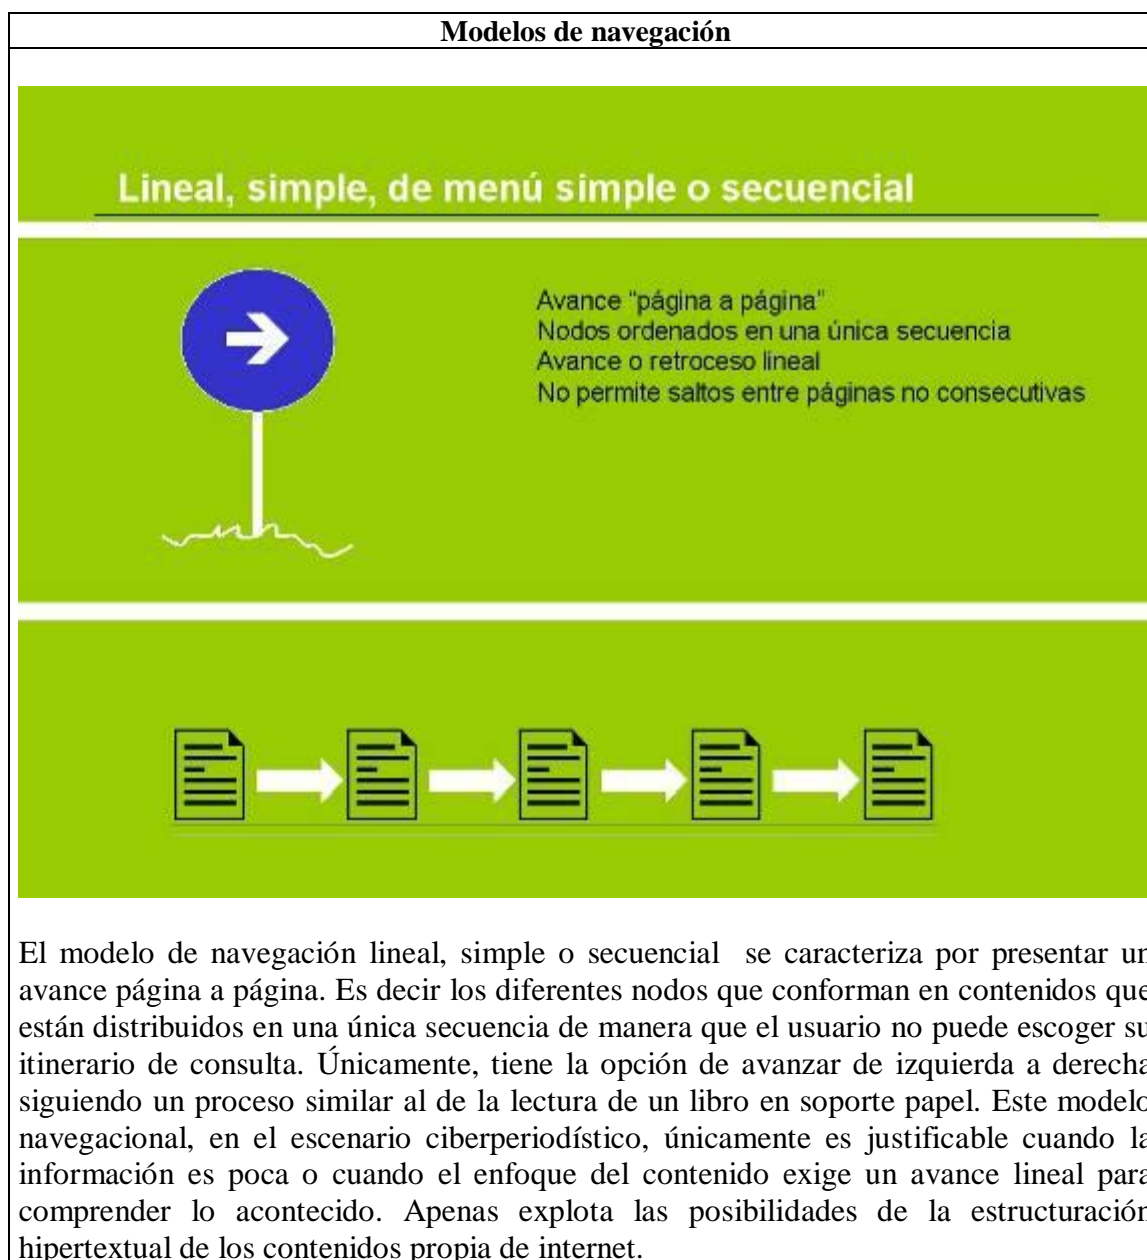 Modelos de navegación
Lineal, simple, de menú simple o secuencial
Avance "página a página"
Nodos ordenados en una única secuencia
Avance o retroceso lineal
No permite saltos entre páginas no consecutivas
El modelo de navegación lineal, simple o secuencial se caracteriza por presentar un
avance página a página. Es decir los diferentes nodos que conforman en contenidos que
están distribuidos en una única secuencia de manera que el usuario no puede escoger su
itinerario de consulta. Únicamente, tiene la opción de avanzar de izquierda a derecha
siguiendo un proceso similar al de la lectura de un libro en soporte papel. Este modelo
navegacional, en el escenario ciberperiodístico, únicamente es justificable cuando la
información es poca o cuando el enfoque del contenido exige un avance lineal para
comprender lo acontecido. Apenas explota las posibilidades de la estructuración
hipertextual de los contenidos propia de internet.